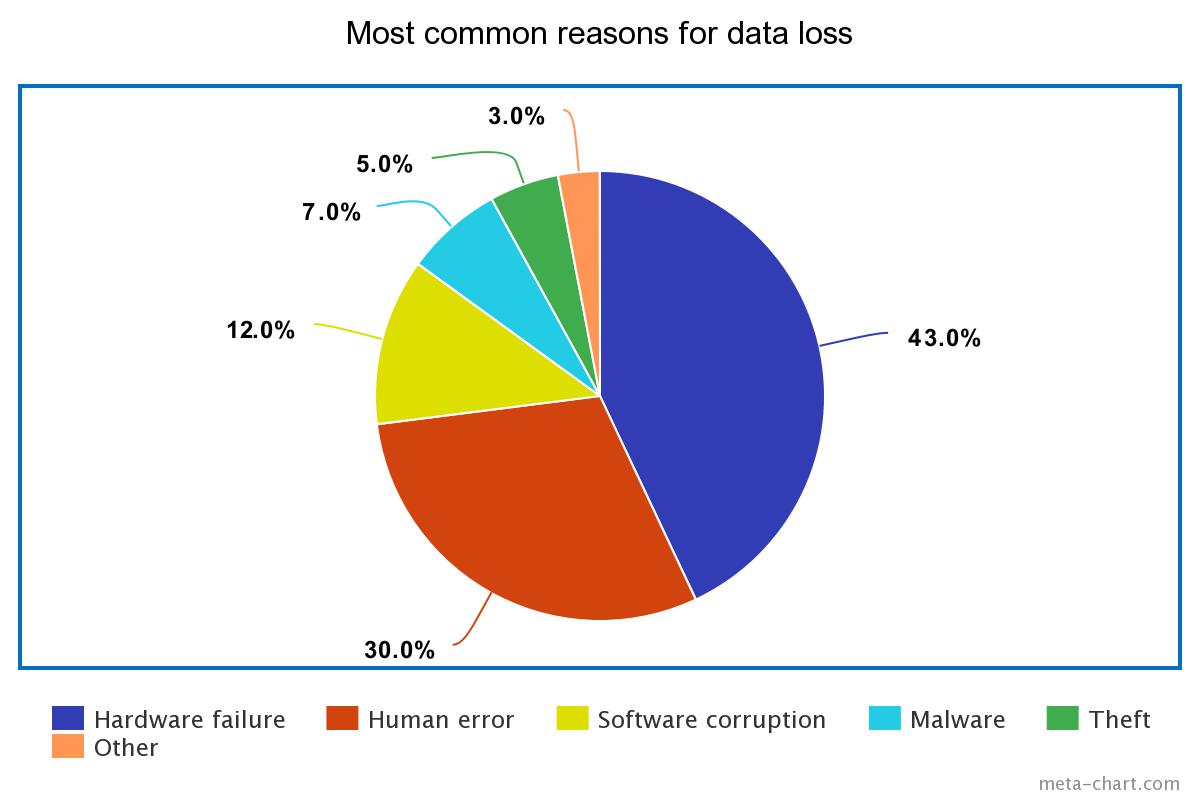 Most common reasons for data loss
3.0%
5.0%
7.0%
12.0%
43.0%
30.0%
Hardware failure Human error Software corruption Malware Theft
Other
meta-chart.com